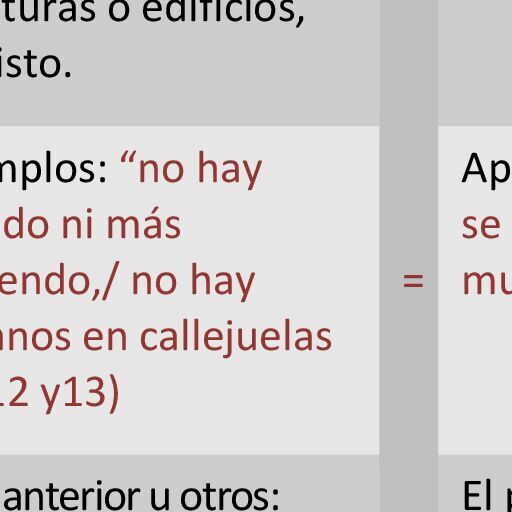 turas o edificios,
isto.
mplos: “no hay
do ni más
endo,/ no hay
nos en callejuelas
12 y13)
=
Ap
se
mu
anterior u otros:
El p